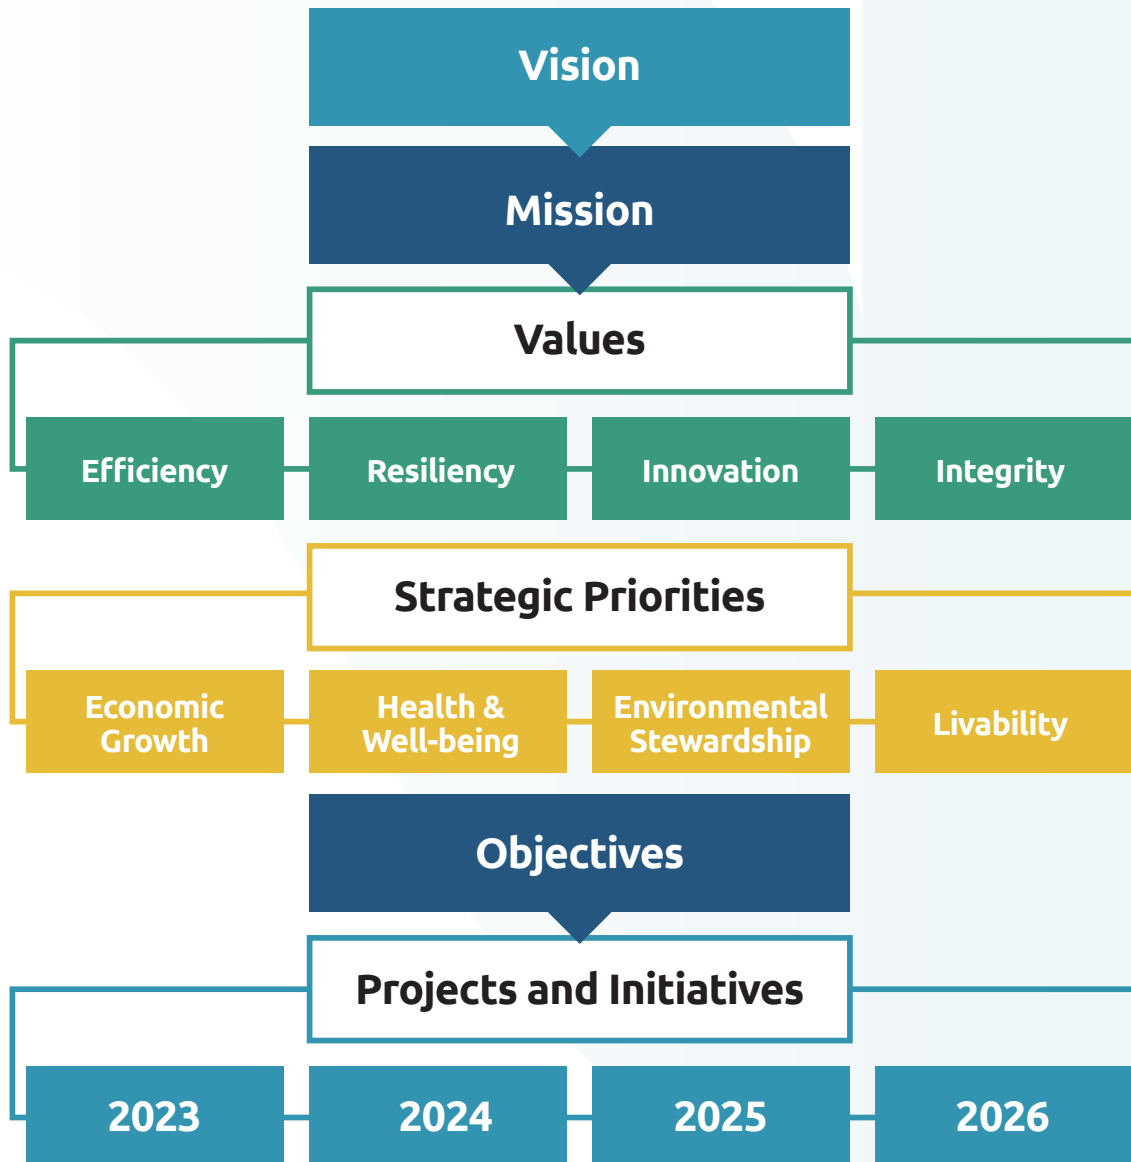 Vision
Mission
Values
Efficiency
Resiliency
Innovation
Integrity
Strategic Priorities
Economic
Growth
Health &
Well-being
Environmental
Stewardship
Livability
Objectives
Projects and Initiatives
2023
2024
2025
2026